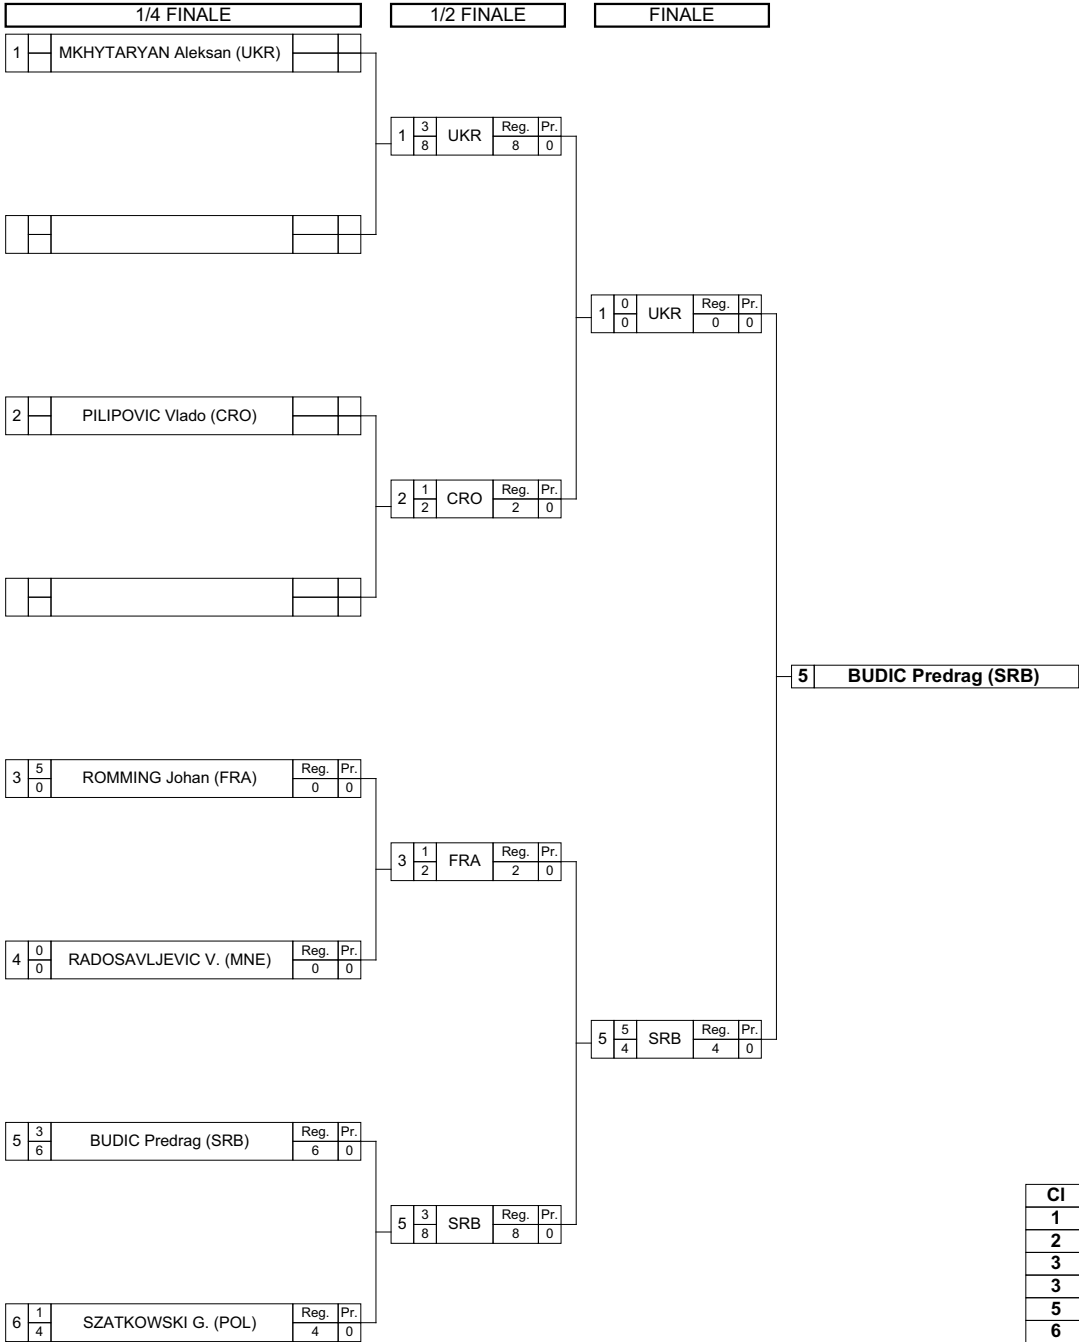 1/4 FINALE 1/2 FINALE FINALE
1 MKHYTARYAN Aleksan (UKR)
1 3 8 UKR Reg. 8 Pr. 0
1 0 0 UKR Reg. 0 Pr. 0
2 PILIPOVIC Vlado (CRO)
2 1 2 CRO Reg. 2 Pr. 0
5 BUDIC Predrag (SRB)
3 5 0 ROMMING Johan (FRA) Reg. 0 Pr. 0
3 1 2 FRA Reg. 2 Pr. 0
4 0 0 RADOSAVLJEVIC V. (MNE) Reg. 0 Pr. 0
5 5 4 SRB Reg. 4 Pr. 0
5 3 6 BUDIC Predrag (SRB) Reg. 6 Pr. 0
5 3 8 SRB Reg. 8 Pr. 0
6 1 4 SZATKOWSKI G. (POL) Reg. 4 Pr. 0
Cl
1
2
3
3
5
6